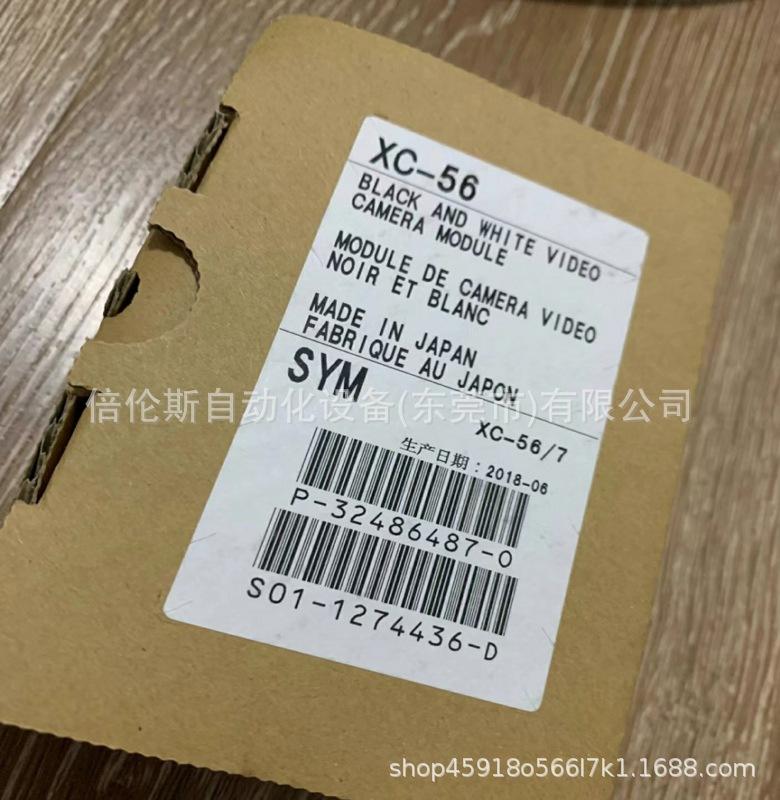 XC-56
BLACK AND WHITE VIDEO
CAMERA MODULE
MODULE DE CAMERA VIDEO
NOIR ET BLANC
MADE IN JAPAN
FABRIQUE AU JAPON
SYM
倍伦斯自动化设备(东莞市)有限公司
XC-56/7
生产日期：2018-06
P-32486487-0
S01-1274436-D
shop45918o566l7k1.1688.com